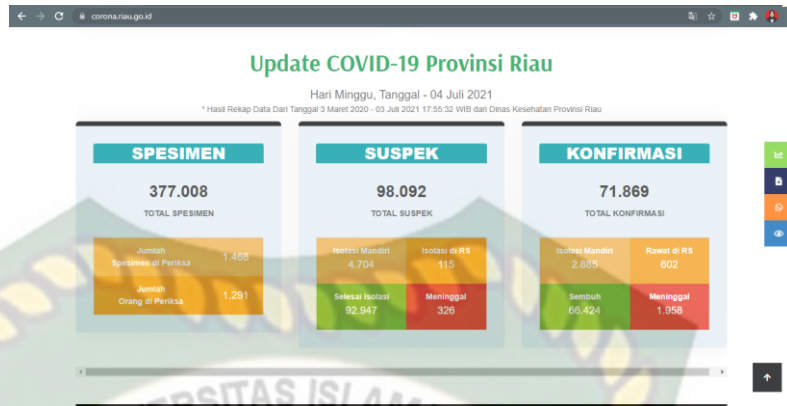 corona.riau.go.id
Update COVID-19 Provinsi Riau
Hari Minggu, Tanggal - 04 Juli 2021
* Hasil Rekap Data Dari Tanggal 3 Maret 2020 - 03 Juli 2021 17:55:32 WIB dari Dinas Kesehatan Provinsi Riau
SPESIMEN
377.008
TOTAL SPESIMEN
Jumlah
Spesimen di Periksa
1.468
Jumlah
Orang di Periksa
1.291
SUSPEK
98.092
TOTAL SUSPEK
Isolasi Mandiri
4.704
Isolasi di RS
115
Selesai Isolasi
92.947
Meninggal
326
KONFIRMASI
71.869
TOTAL KONFIRMASI
Isolasi Mandiri
2.885
Rawat di RS
602
Sembuh
66.424
Meninggal
1.958
ERSITAS ISLAM